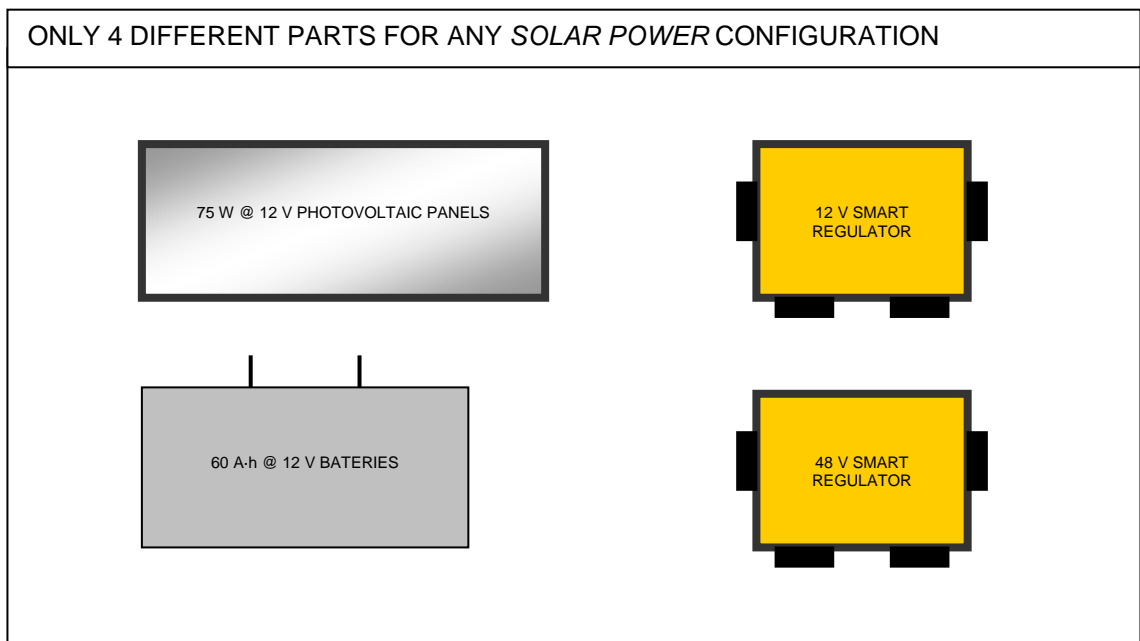 ONLY 4 DIFFERENT PARTS FOR ANY SOLAR POWER CONFIGURATION
75 W @ 12 V PHOTOVOLTAIC PANELS
12 V SMART
REGULATOR
60 A·h @ 12 V BATERIES
48 V SMART
REGULATOR